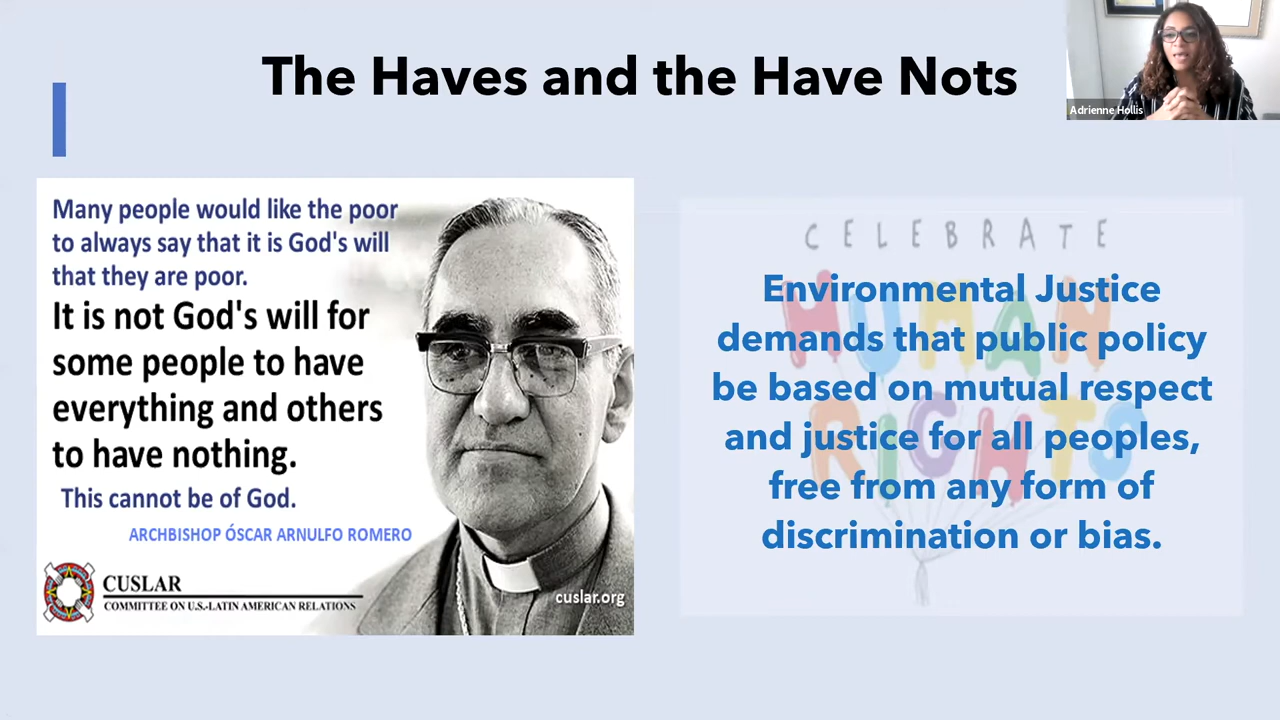 The Haves and the Have Nots
Adrienne Hollis
Many people would like the poor
to always say that it is God's will
that they are poor.
It is not God's will for
some people to have
everything and others
to have nothing.
This cannot be of God.
ARCHBISHOP ÓSCAR ARNULFO ROMERO
CUSLAR
COMMITTEE ON U.S.-LATIN AMERICAN RELATIONS
cuslar.org
CELEBRATE
HUMAN
RIGHTS
Environmental Justice
demands that public policy
be based on mutual respect
and justice for all peoples,
free from any form of
discrimination or bias.